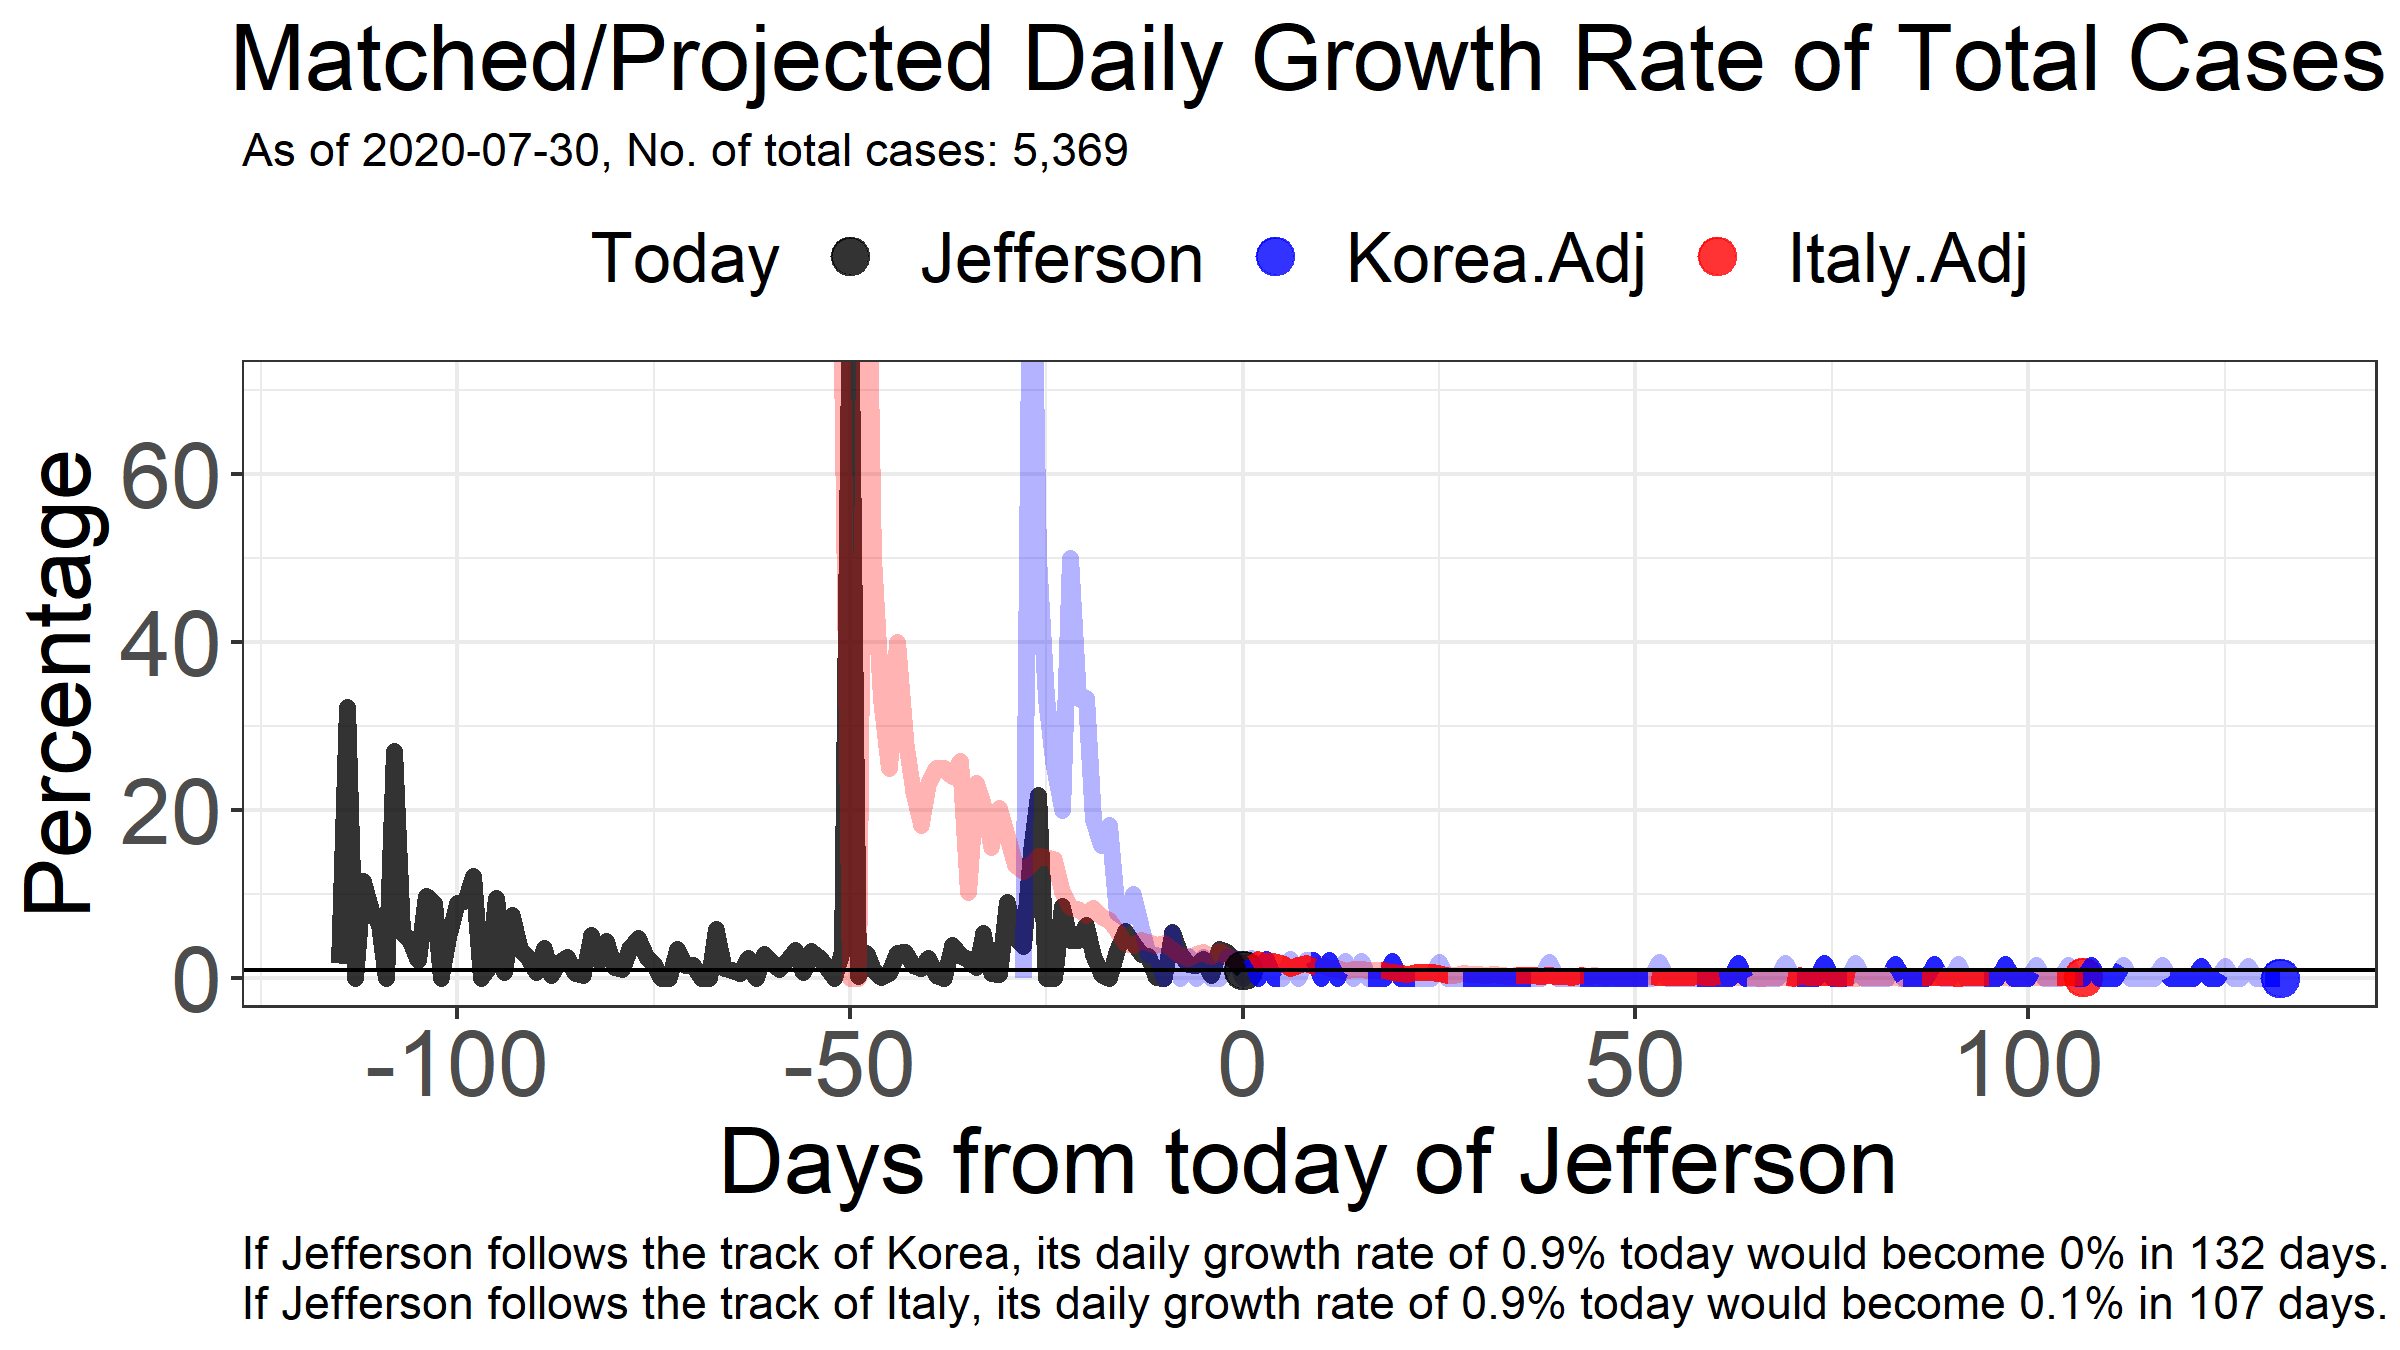 Matched/Projected Daily Growth Rate of Total Cases
As of 2020-07-30, No. of total cases: 5,369
Today Jefferson Korea.Adj Italy.Adj
Percentage
60
40
20
0
-100 -50 0 50 100
Days from today of Jefferson
If Jefferson follows the track of Korea, its daily growth rate of 0.9% today would become 0% in 132 days.
If Jefferson follows the track of Italy, its daily growth rate of 0.9% today would become 0.1% in 107 days.